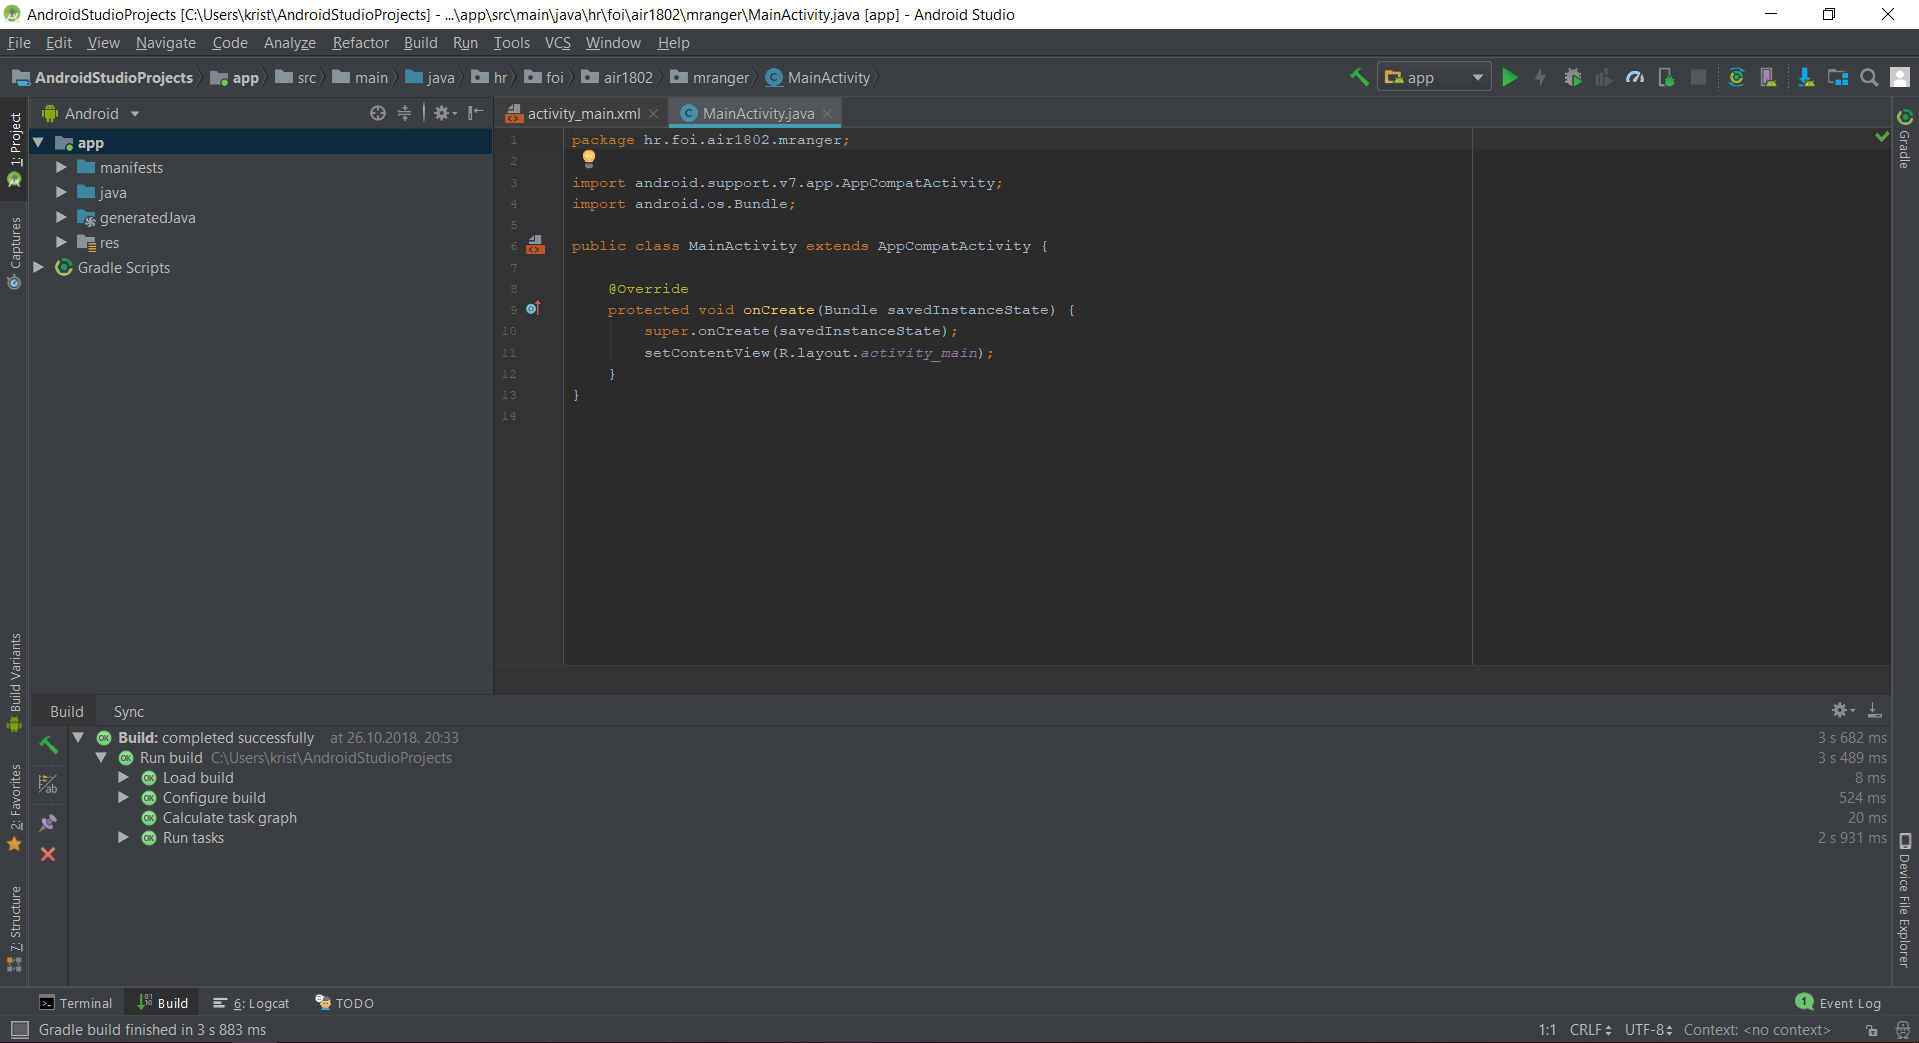 AndroidStudioProjects [C:\Users\krist\AndroidStudioProjects] - ...\app\src\main\java\hr\foi\air1802\mranger\MainActivity.java [app] - Android Studio
File Edit View Navigate Code Analyze Refactor Build Run Tools VCS Window Help
AndroidStudioProjects app src main java hr foi air1802 mranger MainActivity app
1: Project
Captures
Build Variants
2: Favorites
7: Structure
Android
app
manifests
java
generatedJava
res
Gradle Scripts
activity_main.xml MainActivity.java
1 package hr.foi.air1802.mranger;
2
3 import android.support.v7.app.AppCompatActivity;
4 import android.os.Bundle;
5
6 public class MainActivity extends AppCompatActivity {
7
8 @Override
9 protected void onCreate(Bundle savedInstanceState) {
10 super.onCreate(savedInstanceState);
11 setContentView(R.layout.activity_main);
12 }
13 }
14
Gradle
Device File Explorer
Build Sync
Build: completed successfully at 26.10.2018. 20:33 3 s 682 ms
Run build C:\Users\krist\AndroidStudioProjects 3 s 489 ms
Load build 8 ms
Configure build 524 ms
Calculate task graph 20 ms
Run tasks 2 s 931 ms
Terminal Build 6: Logcat TODO 1 Event Log
Gradle build finished in 3 s 883 ms 1:1 CRLF UTF-8 Context: <no context>